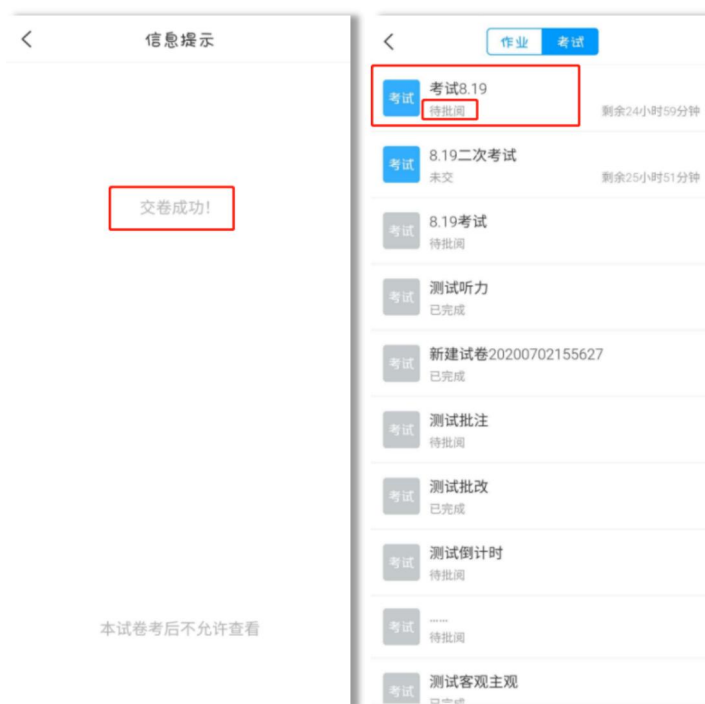 信息提示
交卷成功!
本试卷考后不允许查看
作业 考试
考试 考试8.19
待批阅 剩余24小时59分钟
考试 8.19二次考试
未交 剩余25小时51分钟
考试 8.19考试
待批阅
考试 测试听力
已完成
考试 新建试卷20200702155627
已完成
考试 测试批注
待批阅
考试 测试批改
已完成
考试 测试倒计时
待批阅
考试 ......
待批阅
考试 测试客观主观
已完成